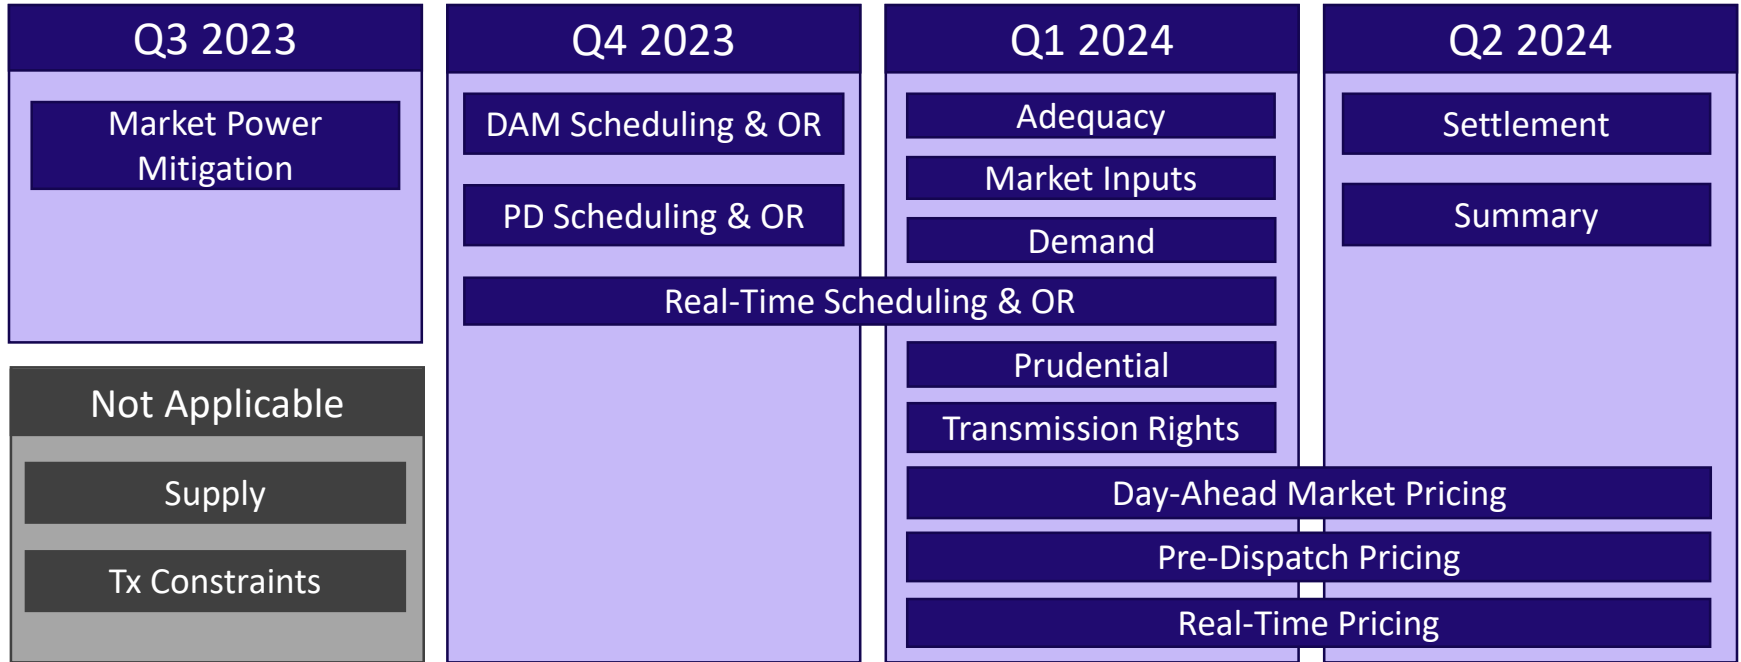 Q3 2023
Market Power
Mitigation
Not Applicable
Supply
Tx Constraints
Q4 2023
DAM Scheduling & OR
PD Scheduling & OR
Real-Time Scheduling & OR
Q1 2024
Adequacy
Market Inputs
Demand
Prudential
Transmission Rights
Day-Ahead Market Pricing
Pre-Dispatch Pricing
Real-Time Pricing
Q2 2024
Settlement
Summary